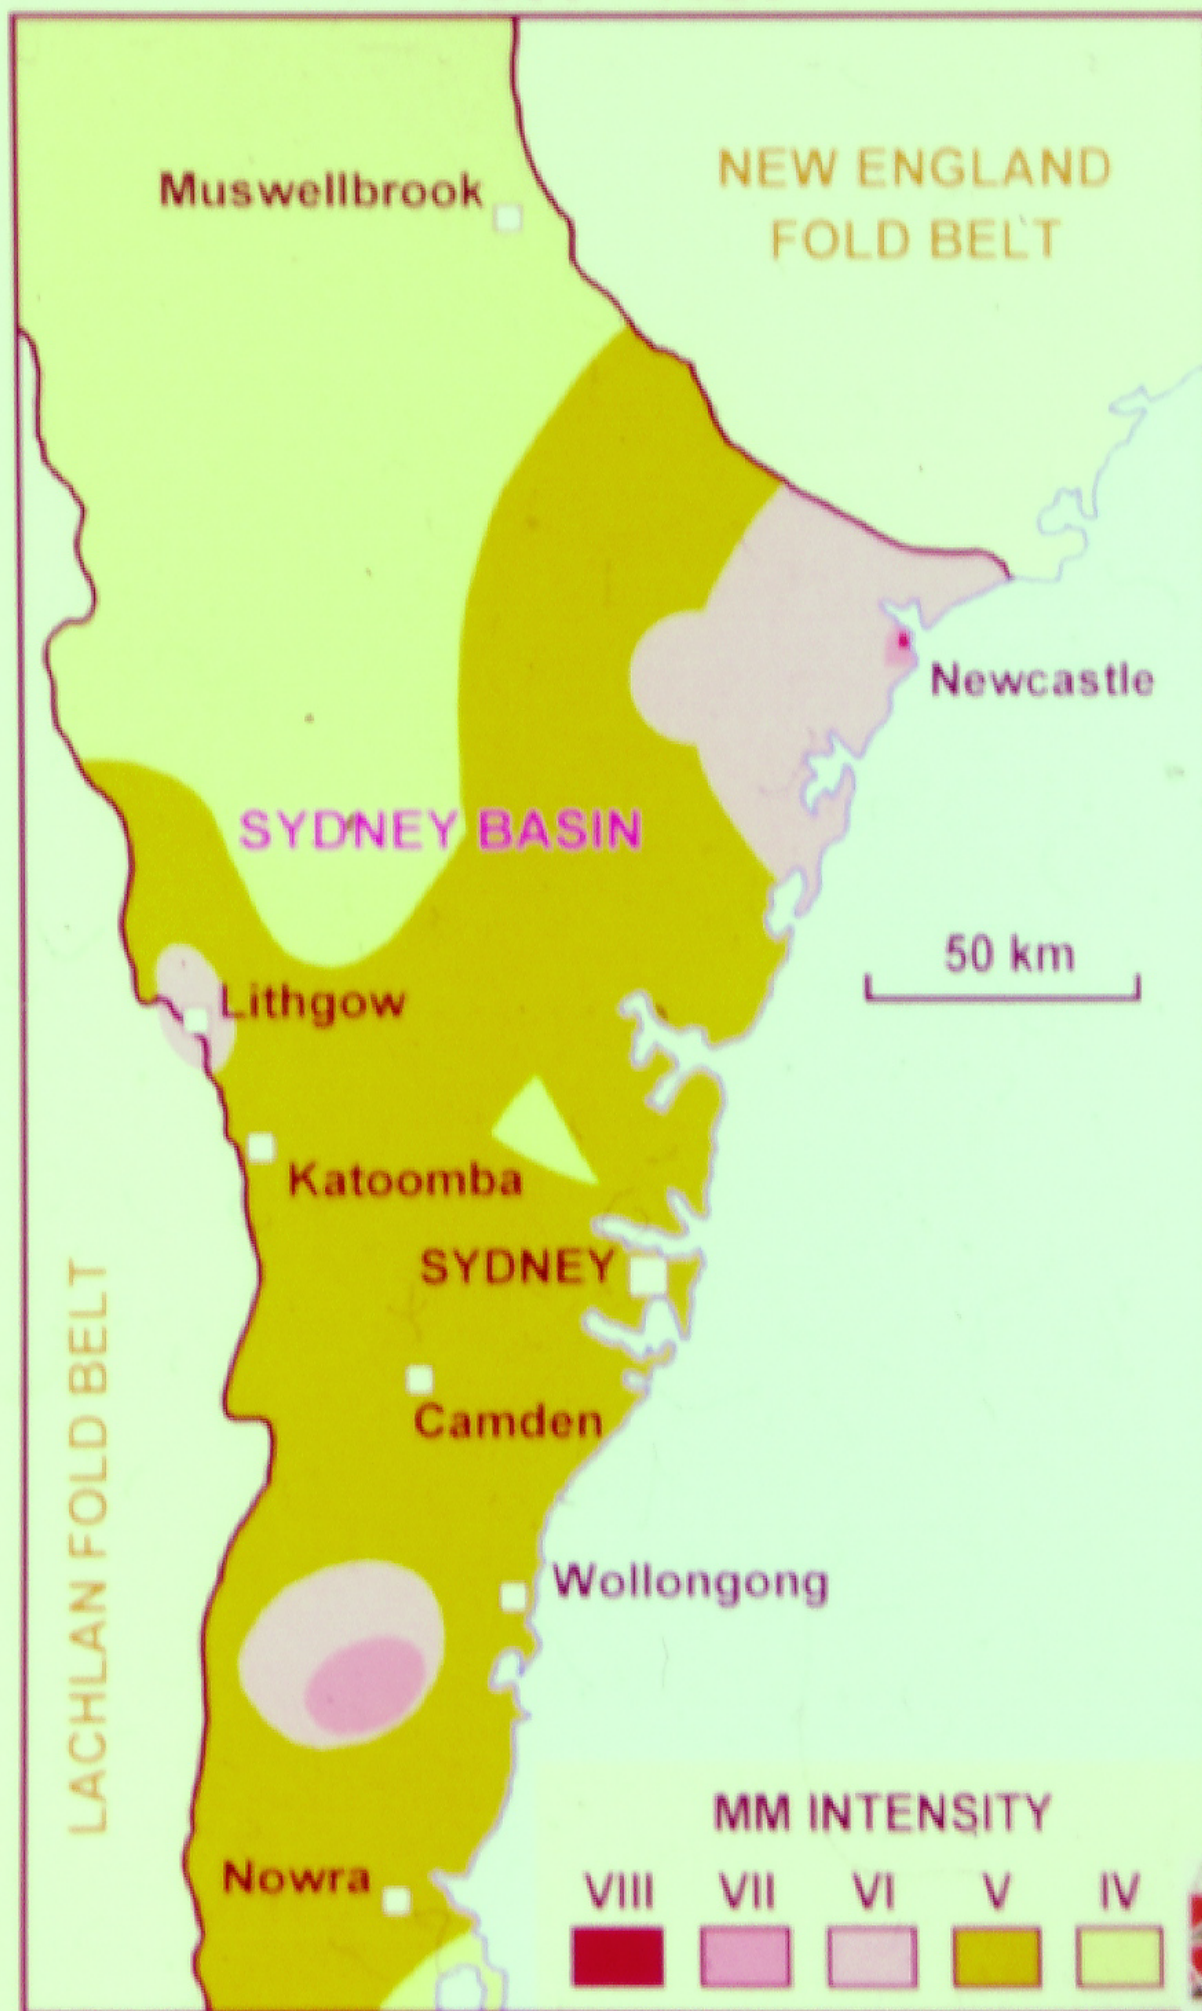 Muswellbrook
NEW ENGLAND
FOLD BELT
Newcastle
SYDNEY BASIN
50 km
Lithgow
Katoomba
SYDNEY
Camden
LACHLAN FOLD BELT
Wollongong
MM INTENSITY
Nowra
VIII VII VI V IV